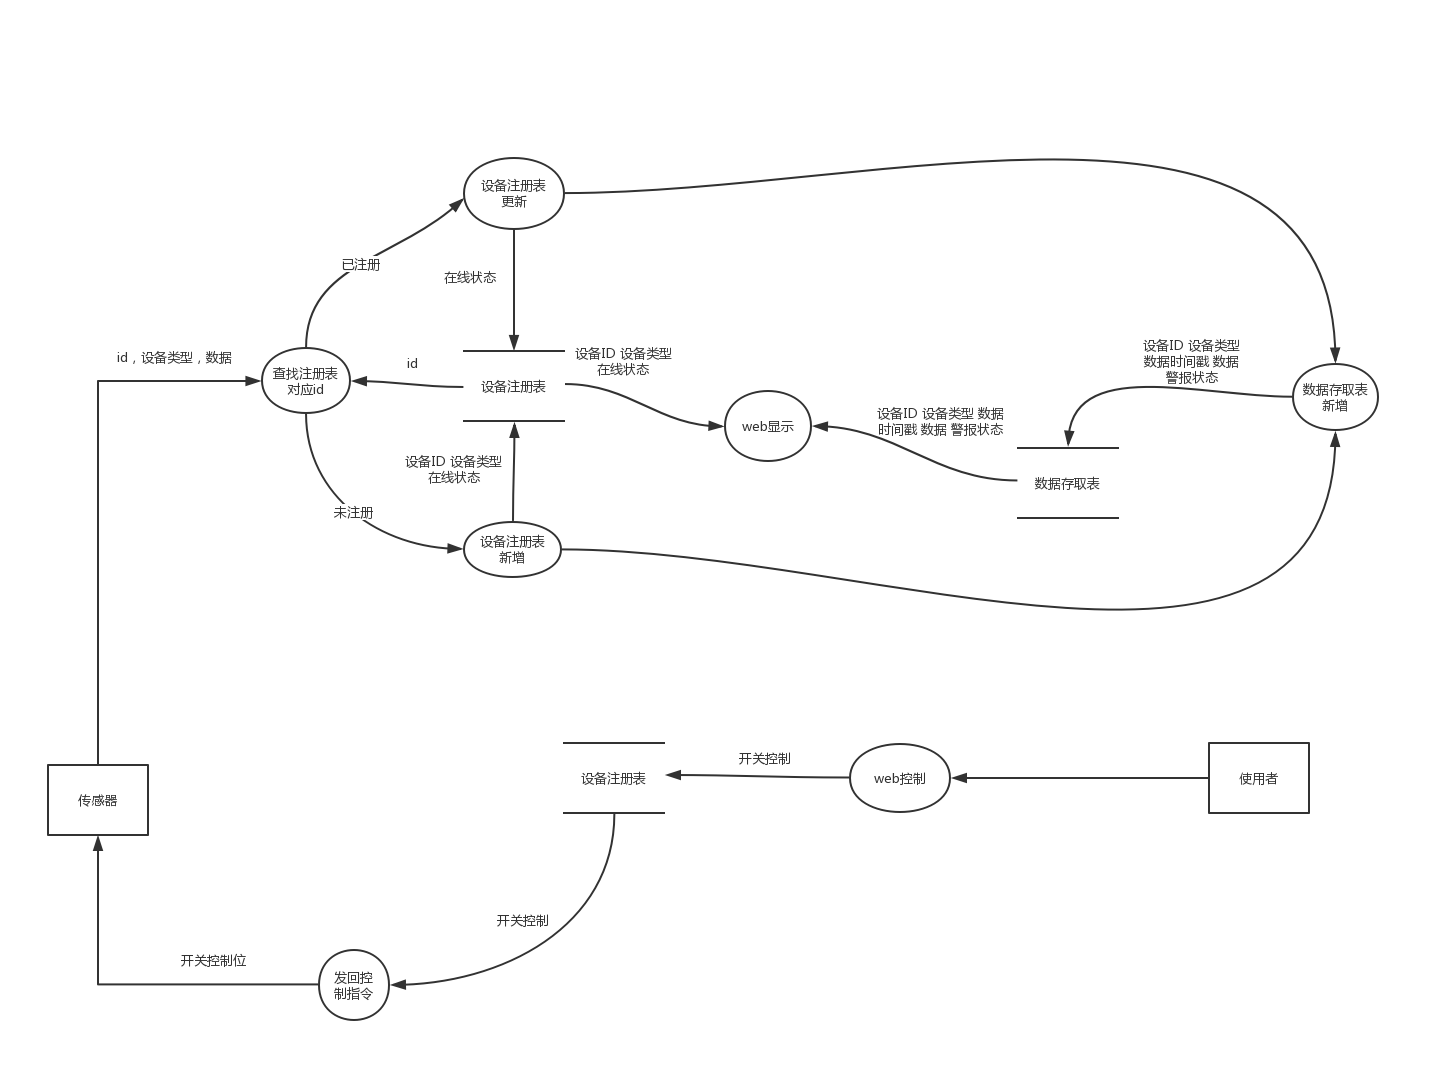 设备注册表
更新
已注册
在线状态
id，设备类型，数据
查找注册表
对应id
id
设备注册表
设备ID 设备类型
在线状态
web显示
设备ID 设备类型 数据
时间戳 数据 警报状态
设备ID 设备类型
数据时间戳 数据
警报状态
数据存取表
新增
数据存取表
设备ID 设备类型
在线状态
未注册
设备注册表
新增
传感器
设备注册表
开关控制
web控制
使用者
开关控制
开关控制位
发回控
制指令